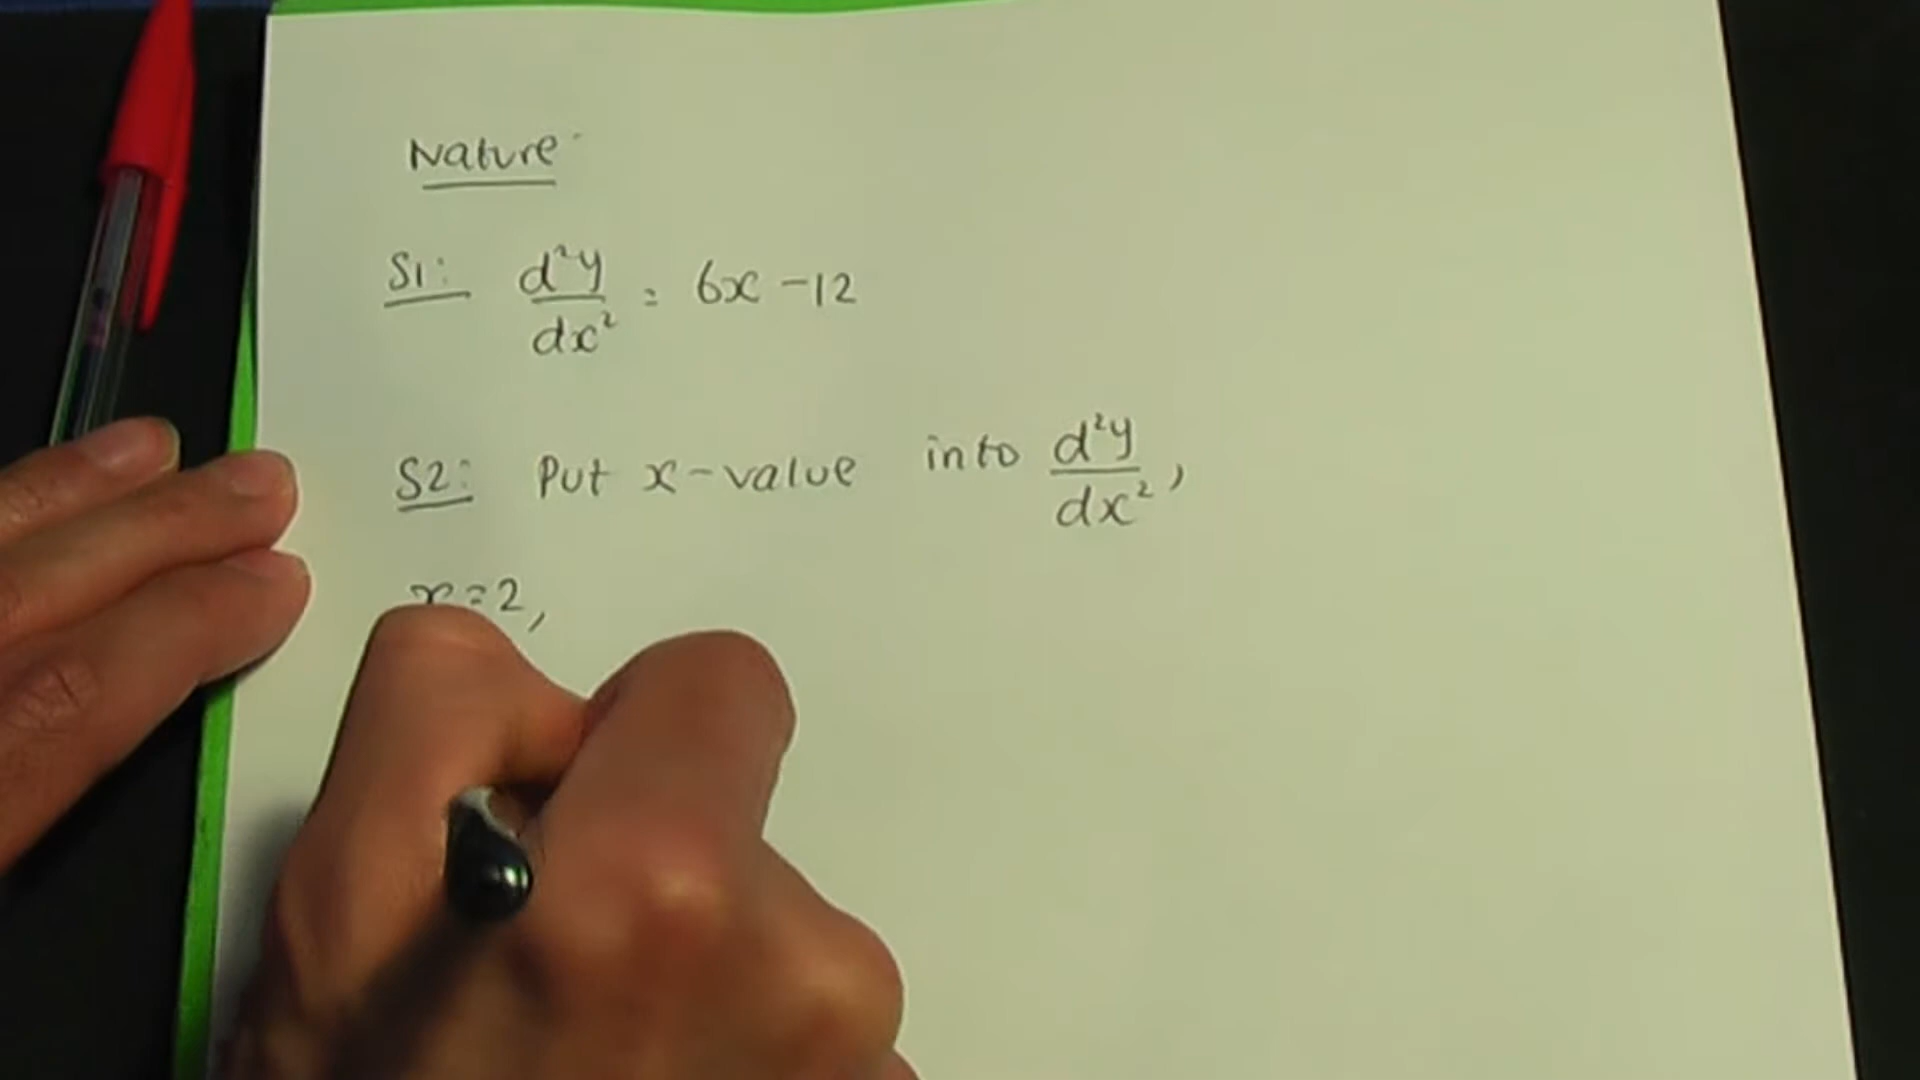 Nature
S1: d²y/dx² = 6x - 12
S2: Put x-value into d²y/dx²,
x=2,